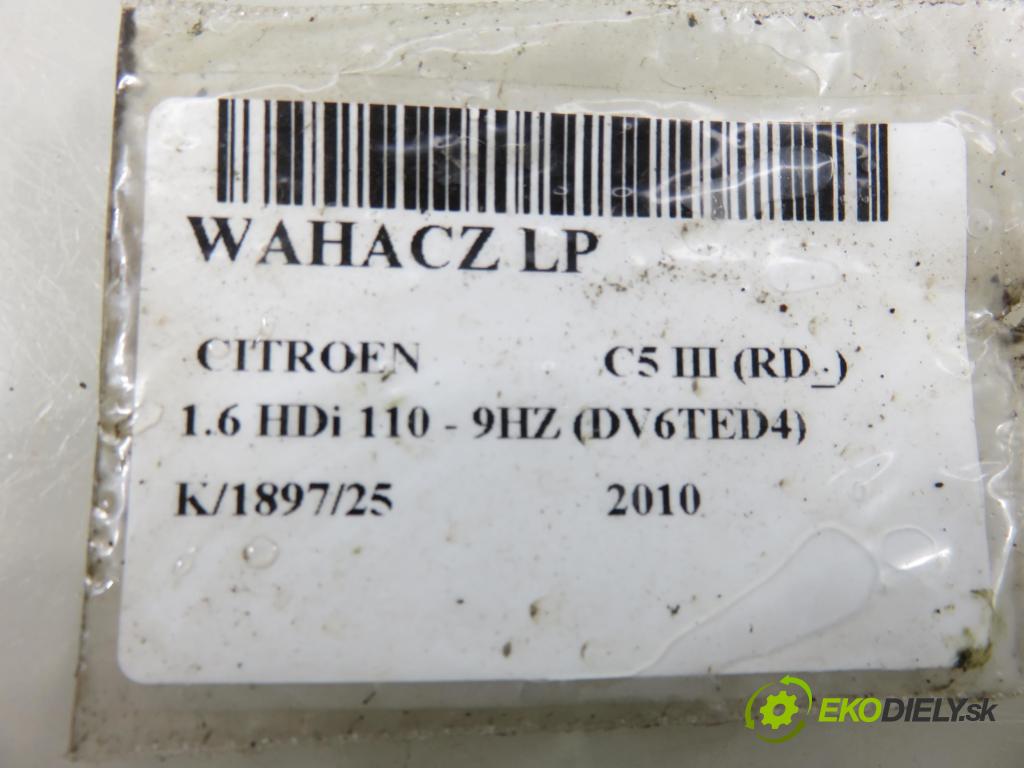 WAHACZ LP
CITROEN C5 III (RD_)
1.6 HDi 110 - 9HZ (DV6TED4)
K/1897/25 2010
EKODIELY.sk